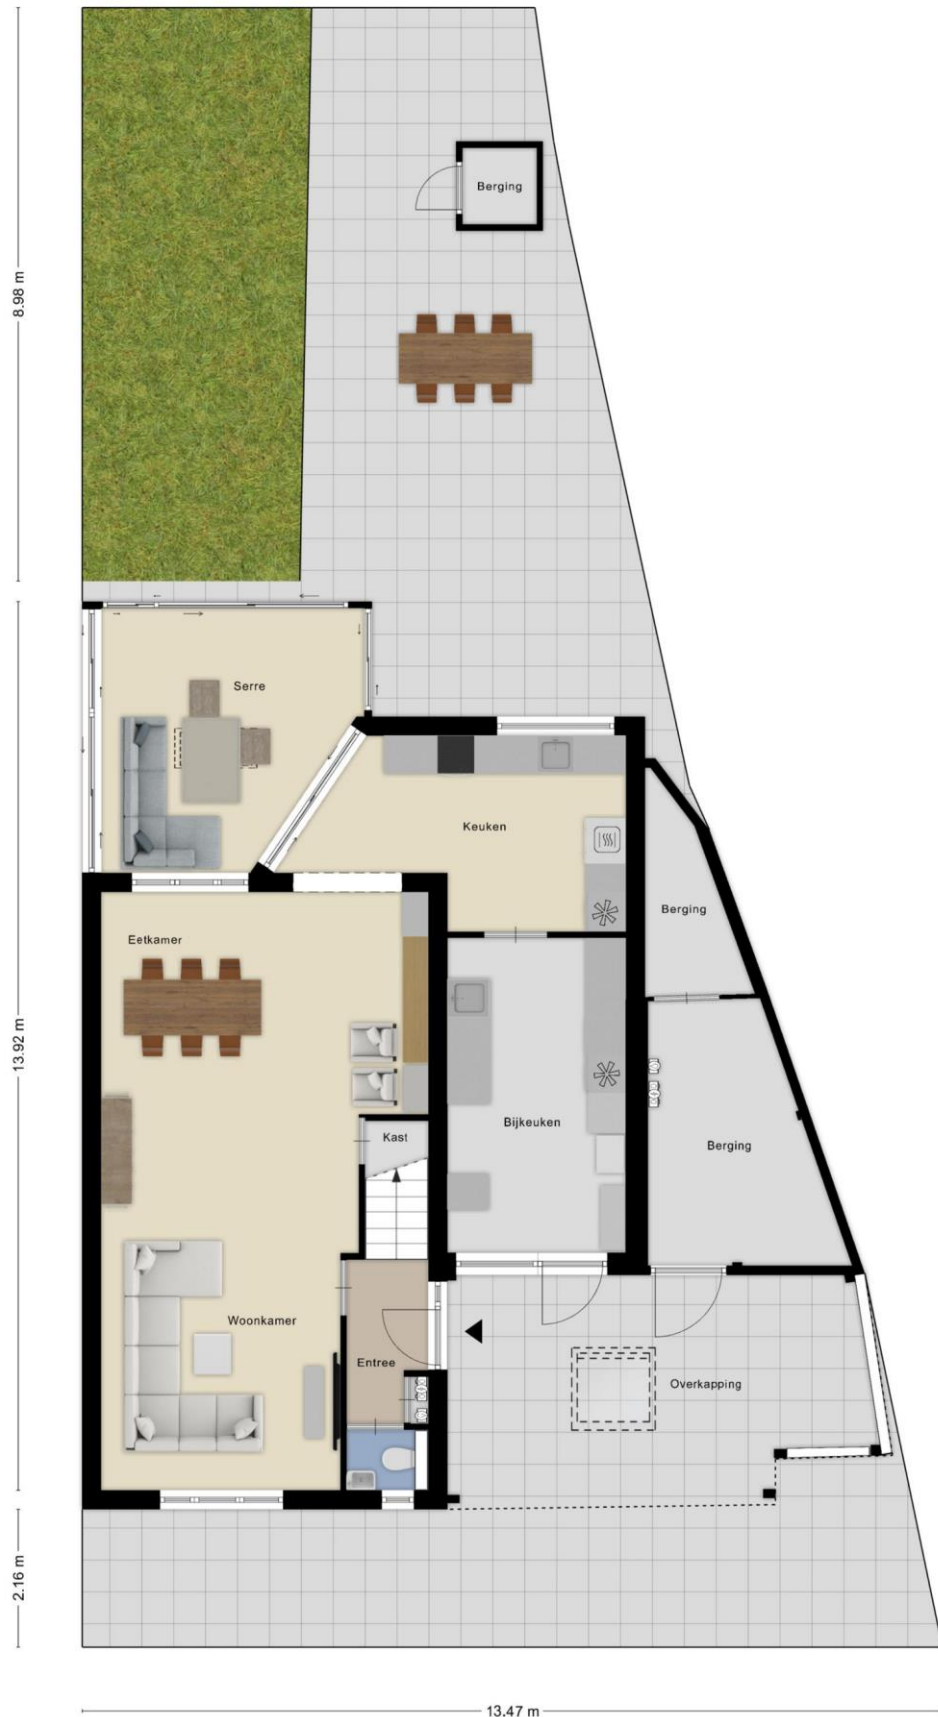 Berging
8.98 m
Serre
Keuken
Berging
Eetkamer
13.92 m
Bijkeuken
Kast
Berging
Woonkamer
Entree
Overkapping
2.16 m
13.47 m